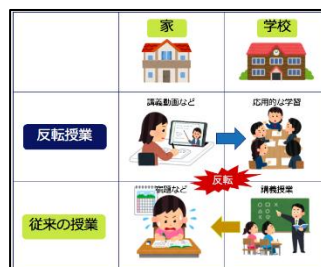 家
学校
講義動画など
応用的な学習
反転授業
反転
宿題など
講義授業
従来の授業